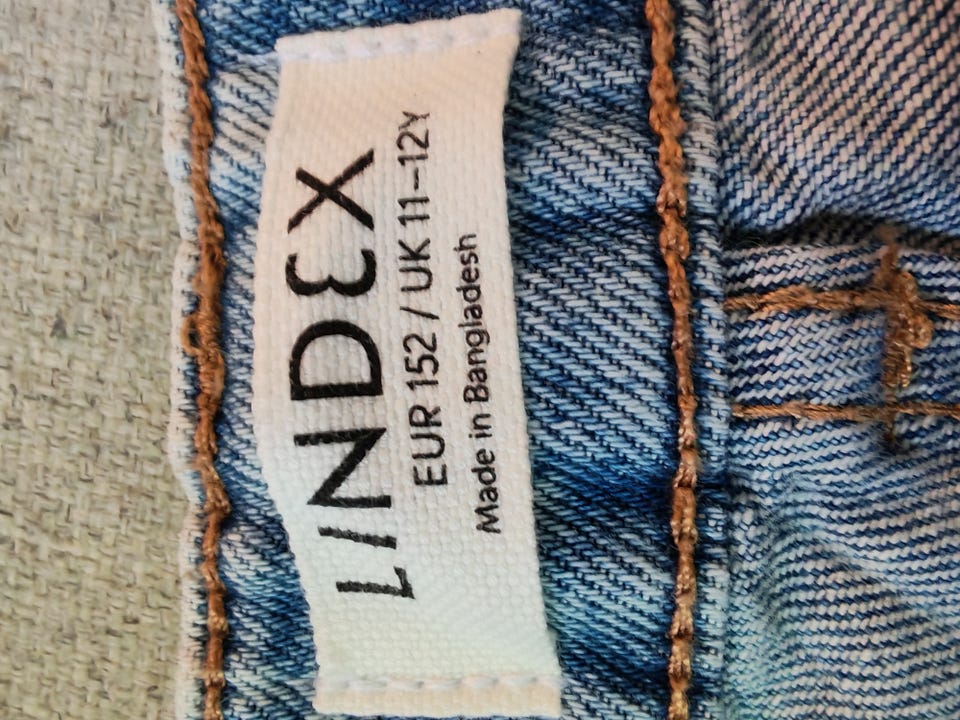 LINDEX
EUR 152 / UK 11–12Y
Made in Bangladesh